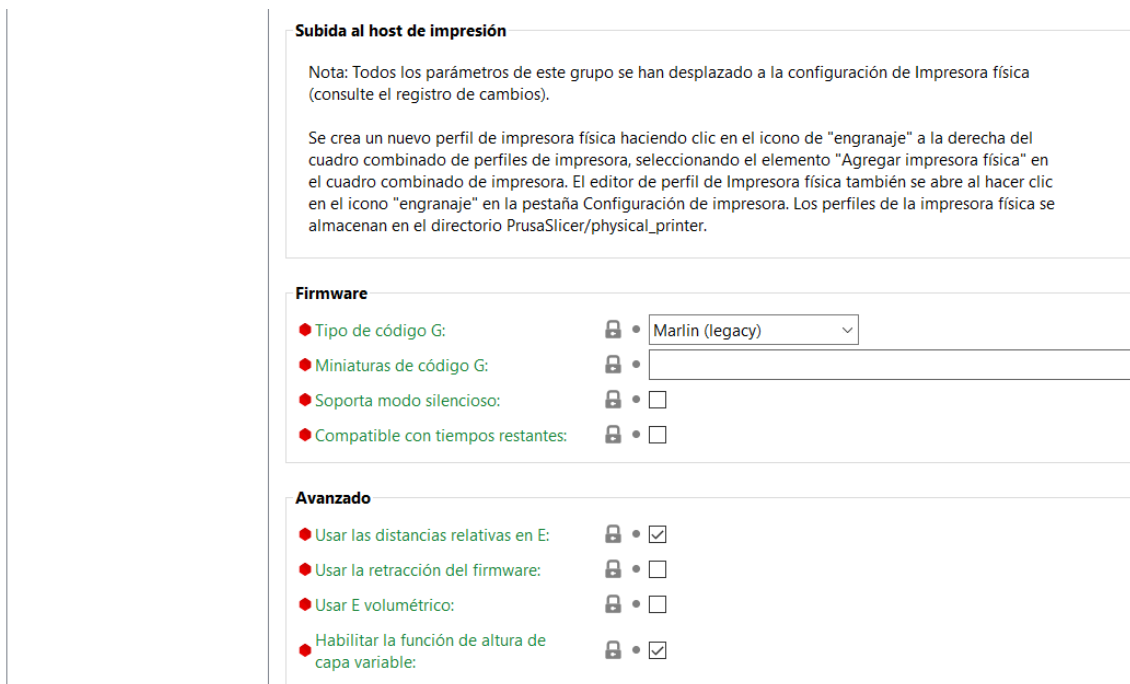 Subida al host de impresión
Nota: Todos los parámetros de este grupo se han desplazado a la configuración de Impresora física
(consulte el registro de cambios).
Se crea un nuevo perfil de impresora física haciendo clic en el icono de "engranaje" a la derecha del
cuadro combinado de perfiles de impresora, seleccionando el elemento "Agregar impresora física" en
el cuadro combinado de impresora. El editor de perfil de Impresora física también se abre al hacer clic
en el icono "engranaje" en la pestaña Configuración de impresora. Los perfiles de la impresora física se
almacenan en el directorio PrusaSlicer/physical_printer.
Firmware
Tipo de código G: Marlin (legacy)
Miniaturas de código G:
Soporta modo silencioso:
Compatible con tiempos restantes:
Avanzado
Usar las distancias relativas en E:
Usar la retracción del firmware:
Usar E volumétrico:
Habilitar la función de altura de
capa variable: